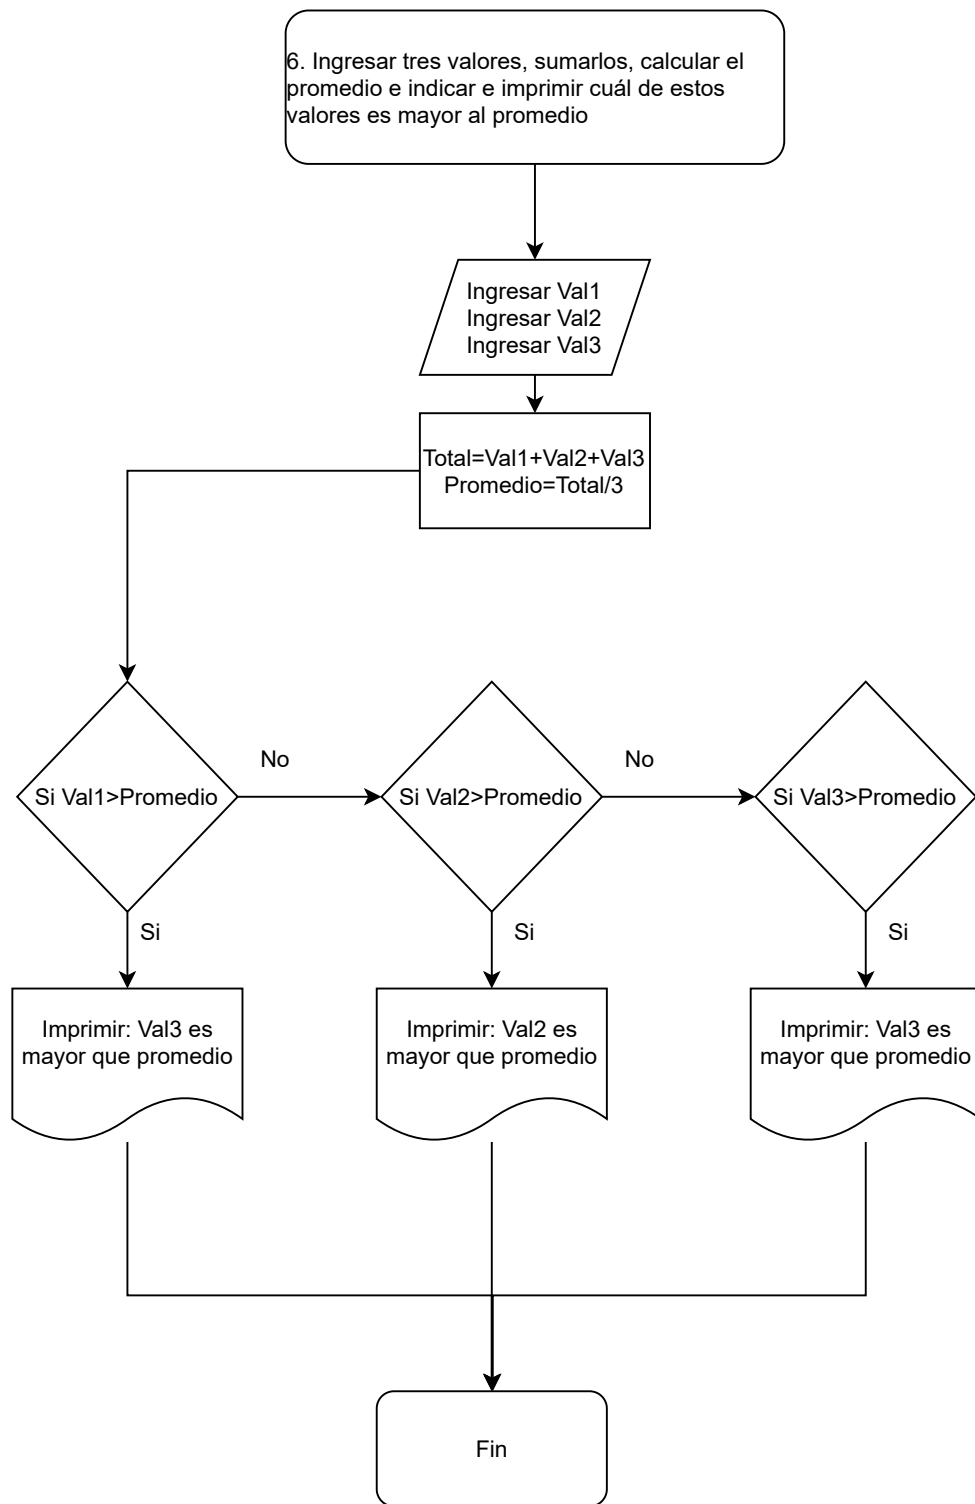 6. Ingresar tres valores, sumarlos, calcular el
promedio e indicar e imprimir cuál de estos
valores es mayor al promedio
Ingresar Val1
Ingresar Val2
Ingresar Val3
Total=Val1+Val2+Val3
Promedio=Total/3
Si Val1>Promedio
No
Si Val2>Promedio
No
Si Val3>Promedio
Si
Si
Si
Imprimir: Val3 es
mayor que promedio
Imprimir: Val2 es
mayor que promedio
Imprimir: Val3 es
mayor que promedio
Fin